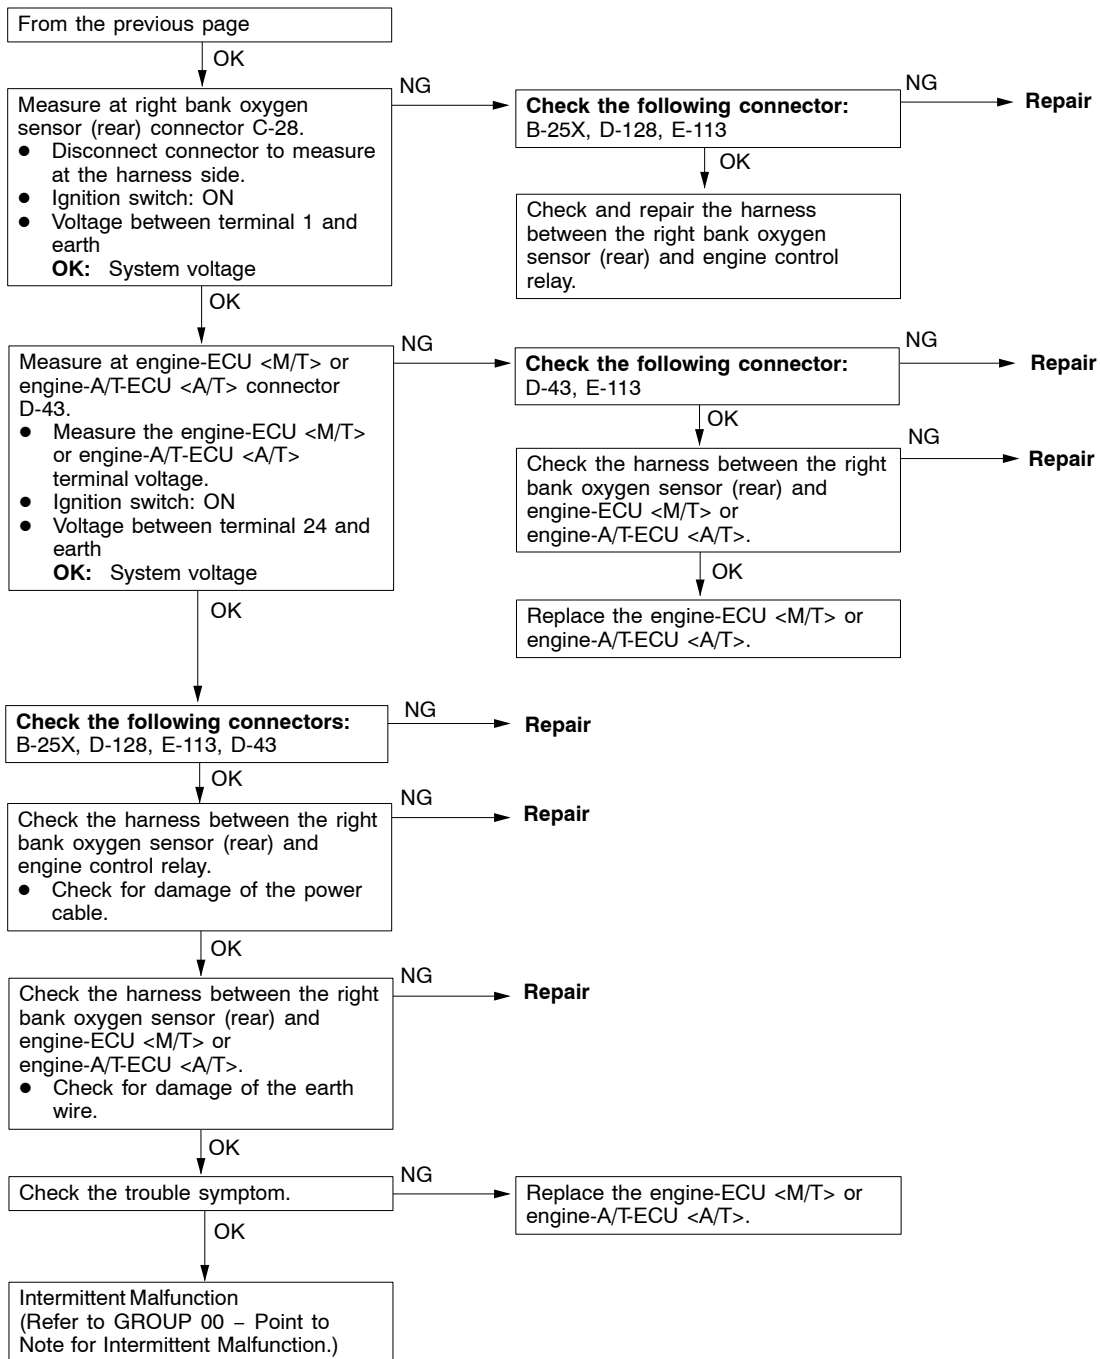 From the previous page
OK
Measure at right bank oxygen
sensor (rear) connector C-28.
● Disconnect connector to measure
at the harness side.
● Ignition switch: ON
● Voltage between terminal 1 and
earth
OK: System voltage
NG
Check the following connector:
B-25X, D-128, E-113
NG
Repair
OK
Check and repair the harness
between the right bank oxygen
sensor (rear) and engine control
relay.
OK
Measure at engine-ECU <M/T> or
engine-A/T-ECU <A/T> connector
D-43.
● Measure the engine-ECU <M/T>
or engine-A/T-ECU <A/T>
terminal voltage.
● Ignition switch: ON
● Voltage between terminal 24 and
earth
OK: System voltage
NG
Check the following connector:
D-43, E-113
NG
Repair
OK
Check the harness between the right
bank oxygen sensor (rear) and
engine-ECU <M/T> or
engine-A/T-ECU <A/T>.
NG
Repair
OK
Replace the engine-ECU <M/T> or
engine-A/T-ECU <A/T>.
OK
Check the following connectors:
B-25X, D-128, E-113, D-43
NG
Repair
OK
Check the harness between the right
bank oxygen sensor (rear) and
engine control relay.
● Check for damage of the power
cable.
NG
Repair
OK
Check the harness between the right
bank oxygen sensor (rear) and
engine-ECU <M/T> or
engine-A/T-ECU <A/T>.
● Check for damage of the earth
wire.
NG
Repair
OK
Check the trouble symptom.
NG
Replace the engine-ECU <M/T> or
engine-A/T-ECU <A/T>.
OK
Intermittent Malfunction
(Refer to GROUP 00 – Point to
Note for Intermittent Malfunction.)